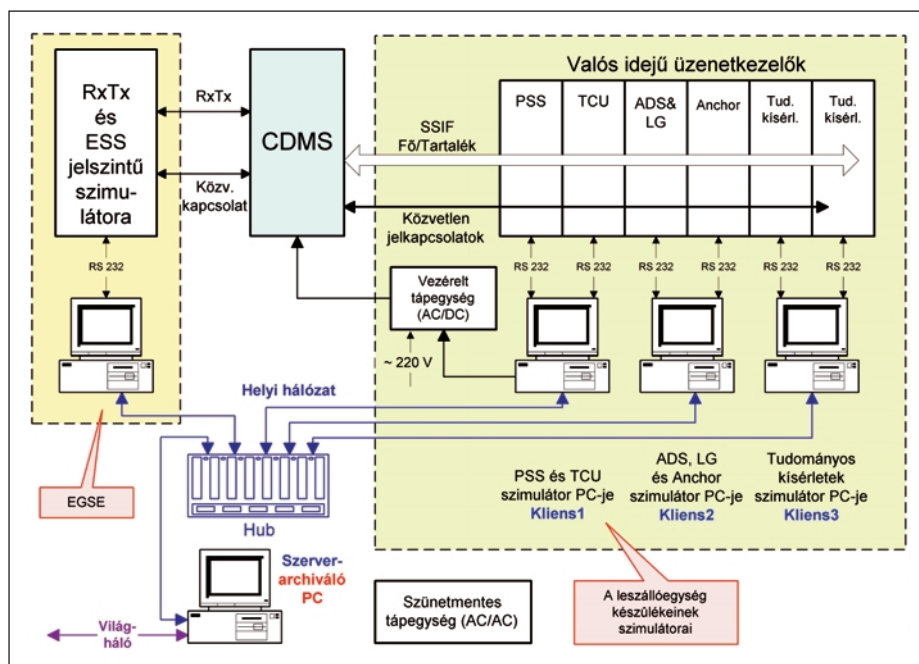 RxTx
és
ESS
jelszintű
szimu-
látora
RxTx
Közv.
kapcsolat
CDMS
Valós idejű üzenetkezelők
PSS
TCU
ADS&
LG
Anchor
Tud.
kísérl.
Tud.
kísérl.
SSIF
Fő/Tartalék
Közvetlen
jelkapcsolatok
RS 232
RS 232
RS 232
RS 232
RS 232
RS 232
RS 232
Vezérelt
tápegység
(AC/DC)
~ 220 V
Helyi hálózat
EGSE
Hub
PSS és TCU
szimulátor PC-je
Kliens1
ADS, LG
és Anchor
szimulátor PC-je
Kliens2
Tudományos
kísérletek
szimulátor PC-je
Kliens3
Szerver-
archiváló
PC
Világ-
háló
Szünetmentes
tápegység (AC/AC)
A leszállóegység
készülékeinek
szimulátorai